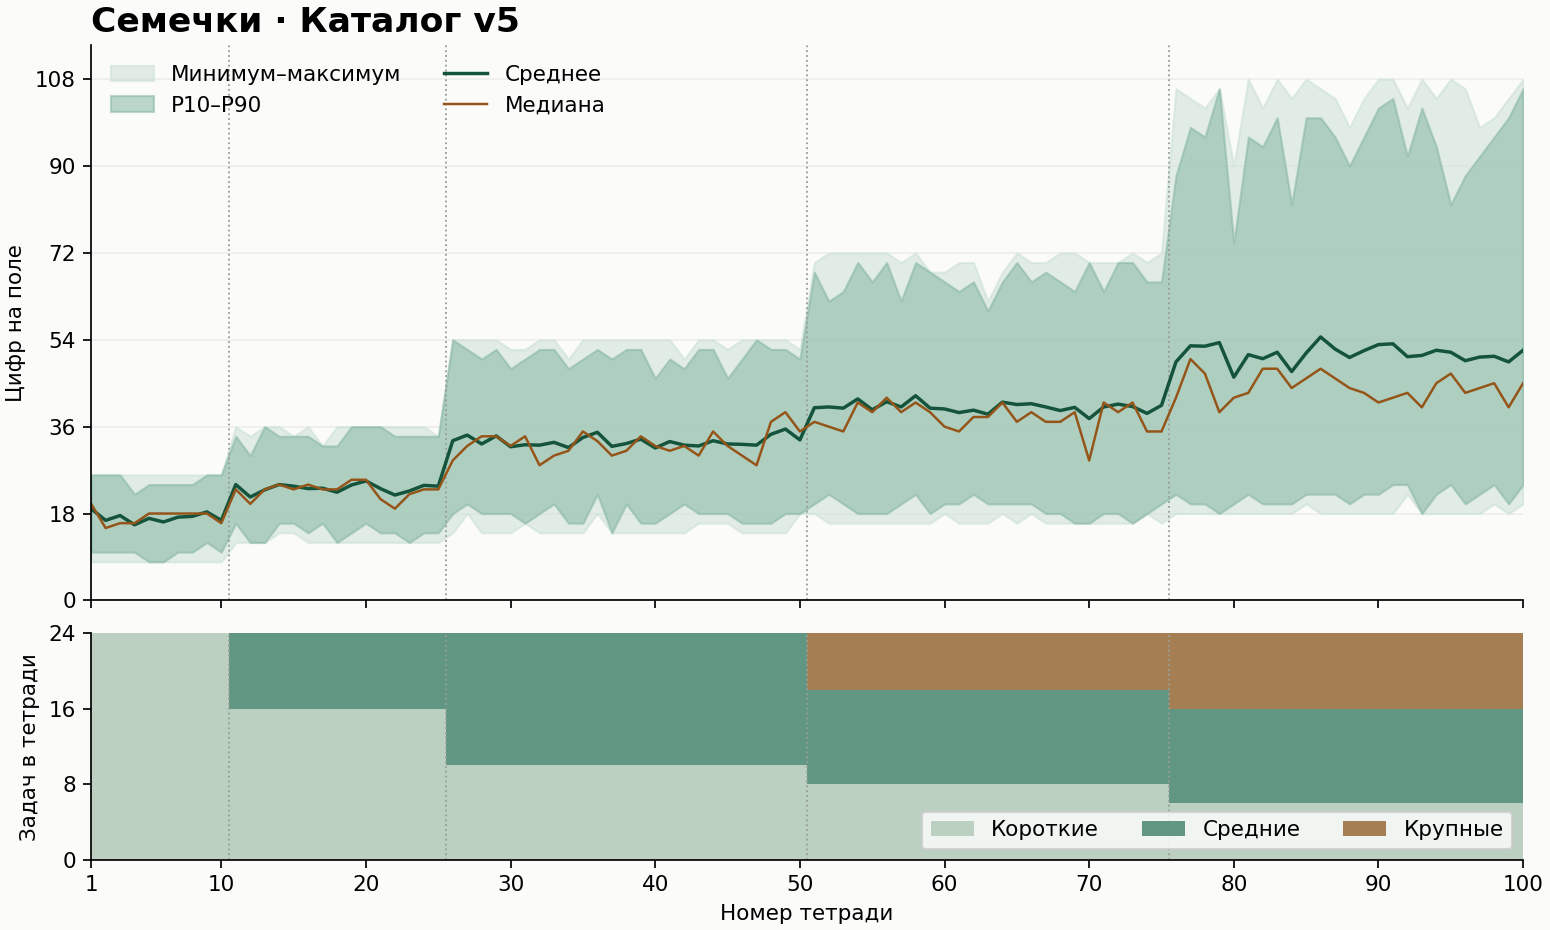 Семечки · Каталог v5
Минимум–максимум
P10–P90
Среднее
Медиана
Цифр на поле
108
90
72
54
36
18
0
Задач в тетради
24
16
8
0
Короткие
Средние
Крупные
1 10 20 30 40 50 60 70 80 90 100
Номер тетради